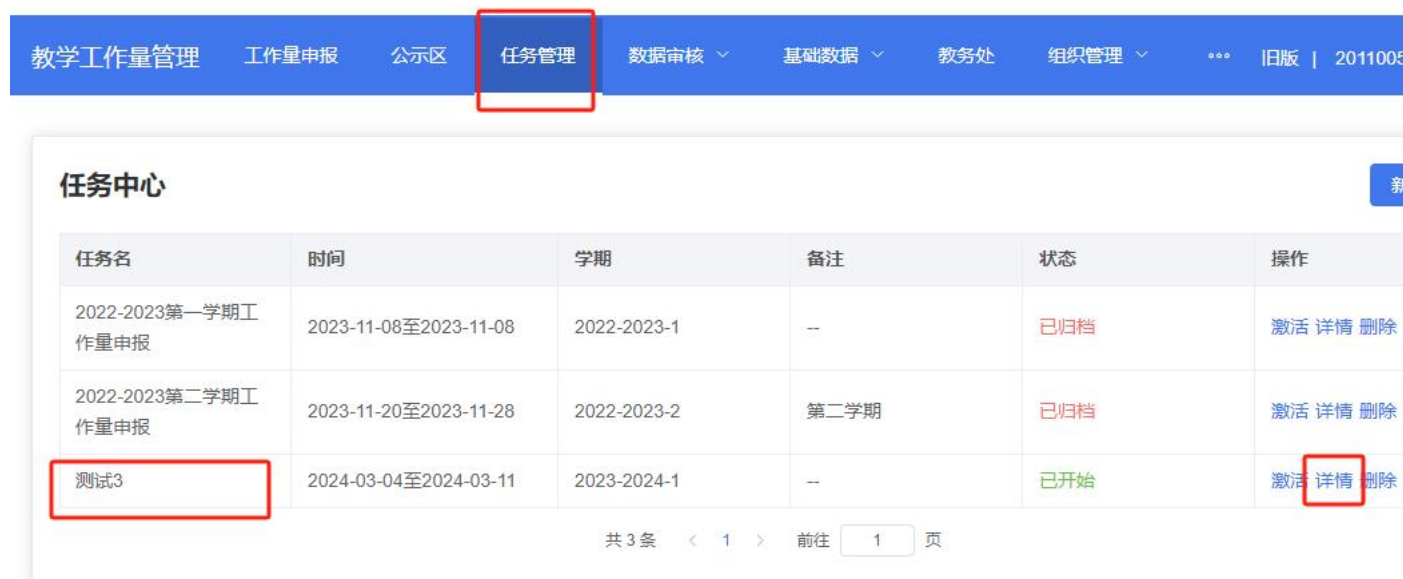 教学工作量管理 工作量申报 公示区 任务管理 数据审核 基础数据 教务处 组织管理 ••• 旧版 | 2011005
任务中心
新
任务名 时间 学期 备注 状态 操作
2022-2023第一学期工
作量申报 2023-11-08至2023-11-08 2022-2023-1 -- 已归档 激活 详情 删除
2022-2023第二学期工
作量申报 2023-11-20至2023-11-28 2022-2023-2 第二学期 已归档 激活 详情 删除
测试3 2024-03-04至2024-03-11 2023-2024-1 -- 已开始 激活 详情 删除
共 3 条 < 1 > 前往 1 页